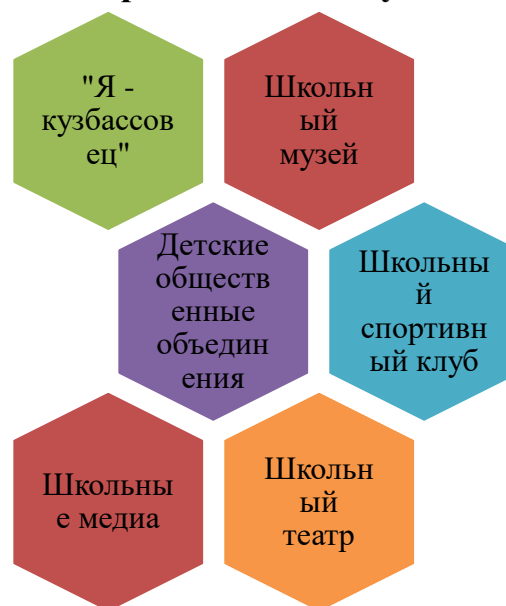 "Я -
кузбассов
ец"
Школьн
ый
музей
Детские
обществ
енные
объедин
ения
Школьны
й
спортивн
ый клуб
Школьны
е медиа
Школьн
ый
театр